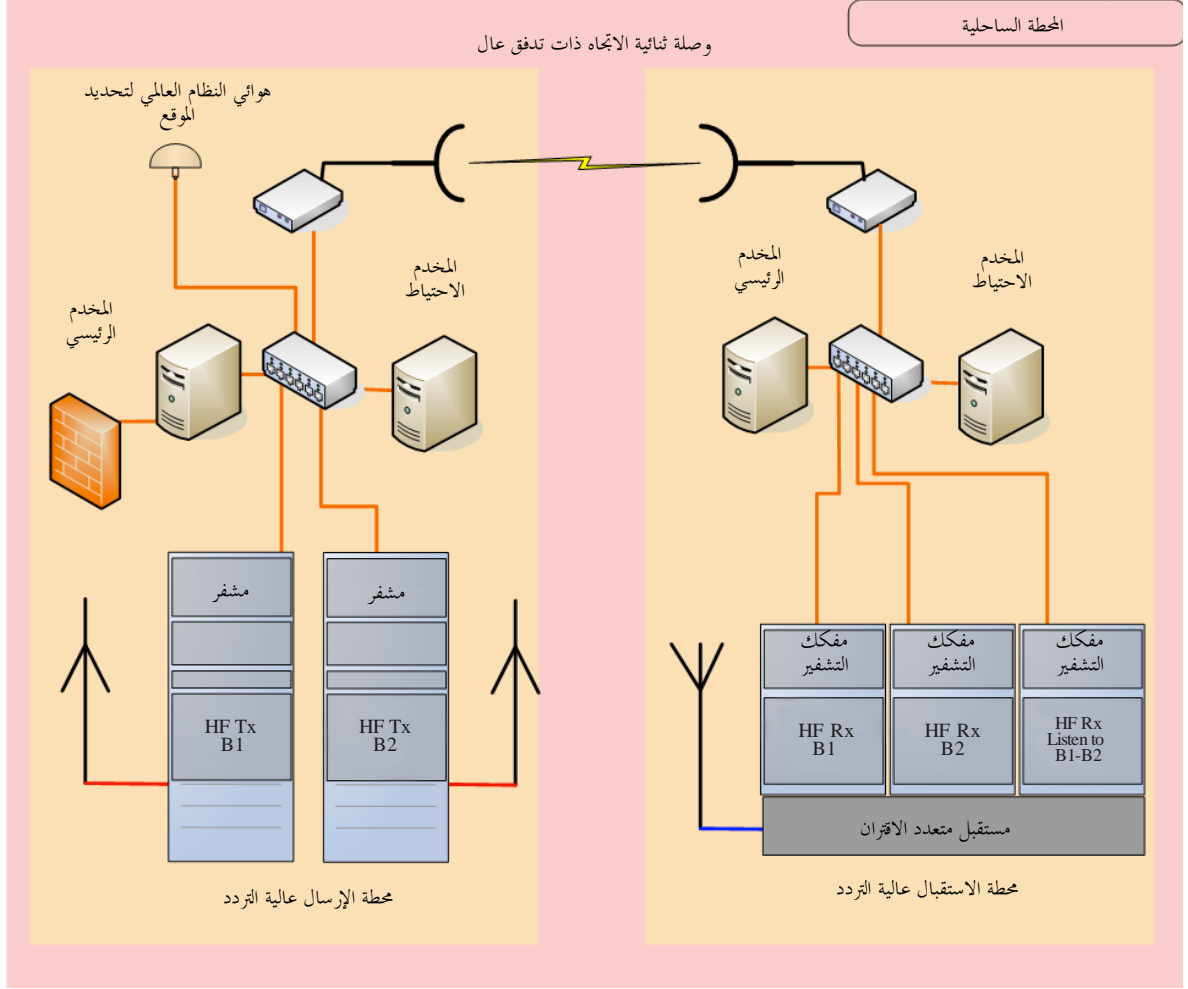 المحطة الساحلية
وصلة ثنائية الاتجاه ذات تدفق عال
هوائي النظام العالمي لتحديد
الموقع
المخدم
الاحتياط
المخدم
الرئيسي
المخدم
الرئيسي
المخدم
الاحتياط
مشفر
مشفر
HF Tx
B1
HF Tx
B2
محطة الإرسال عالية التردد
مفكك
التشفير
مفكك
التشفير
مفكك
التشفير
HF Rx
B1
HF Rx
B2
HF Rx
Listen to
B1-B2
مستقبل متعدد الاقتران
محطة الاستقبال عالية التردد